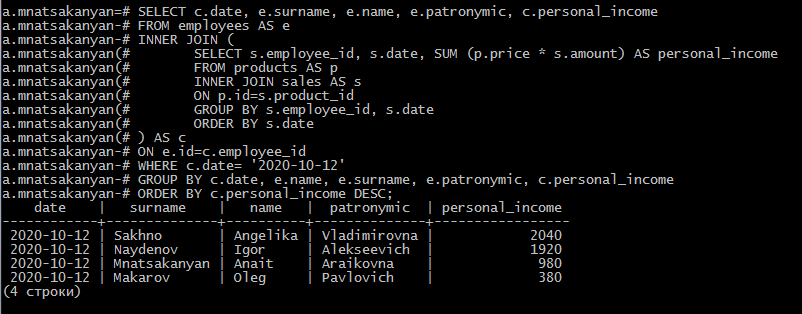 a.mnatsakanyan=# SELECT c.date, e.surname, e.name, e.patronymic, c.personal_income
a.mnatsakanyan-# FROM employees AS e
a.mnatsakanyan-# INNER JOIN (
a.mnatsakanyan(#        SELECT s.employee_id, s.date, SUM (p.price * s.amount) AS personal_income
a.mnatsakanyan(#        FROM products AS p
a.mnatsakanyan(#        INNER JOIN sales AS s
a.mnatsakanyan(#        ON p.id=s.product_id
a.mnatsakanyan(#        GROUP BY s.employee_id, s.date
a.mnatsakanyan(#        ORDER BY s.date
a.mnatsakanyan(# ) AS c
a.mnatsakanyan-# ON e.id=c.employee_id
a.mnatsakanyan-# WHERE c.date= '2020-10-12'
a.mnatsakanyan-# GROUP BY c.date, e.name, e.surname, e.patronymic, c.personal_income
a.mnatsakanyan-# ORDER BY c.personal_income DESC;
    date    |   surname    |   name   |  patronymic  | personal_income
------------+--------------+----------+--------------+-----------------
 2020-10-12 | Sakhno       | Angelika | Vladimirovna |            2040
 2020-10-12 | Naydenov     | Igor     | Alekseevich  |            1920
 2020-10-12 | Mnatsakanyan | Anait    | Araikovna    |             980
 2020-10-12 | Makarov      | Oleg     | Pavlovich    |             380
(4 строки)